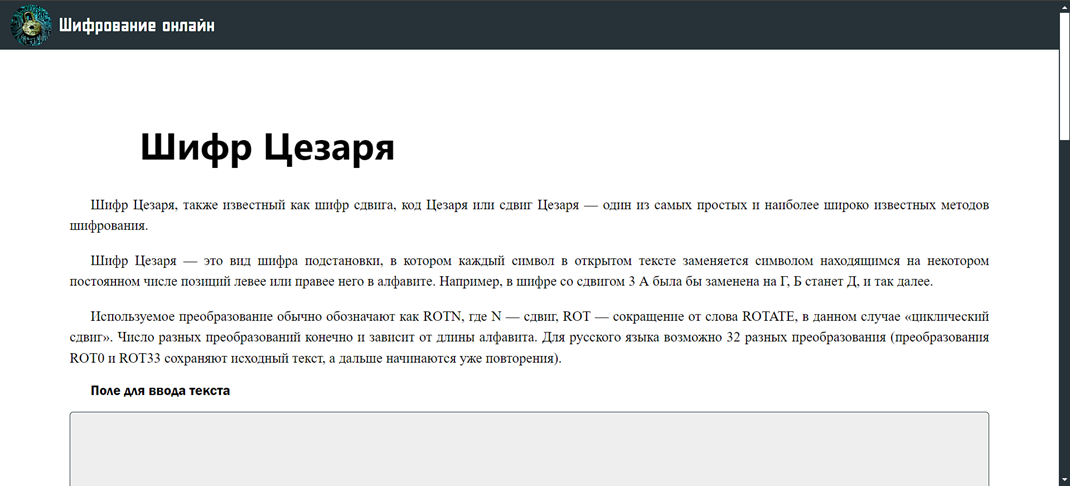 Шифрование онлайн
Шифр Цезаря
Шифр Цезаря, также известный как шифр сдвига, код Цезаря или сдвиг Цезаря — один из самых простых и наиболее широко известных методов
шифрования.
Шифр Цезаря — это вид шифра подстановки, в котором каждый символ в открытом тексте заменяется символом находящимся на некотором
постоянном числе позиций левее или правее него в алфавите. Например, в шифре со сдвигом 3 А была бы заменена на Г, Б станет Д, и так далее.
Используемое преобразование обычно обозначают как ROTN, где N — сдвиг, ROT — сокращение от слова ROTATE, в данном случае «циклический
сдвиг». Число разных преобразований конечно и зависит от длины алфавита. Для русского языка возможно 32 разных преобразования (преобразования
ROT0 и ROT33 сохраняют исходный текст, а дальше начинаются уже повторения).
Поле для ввода текста